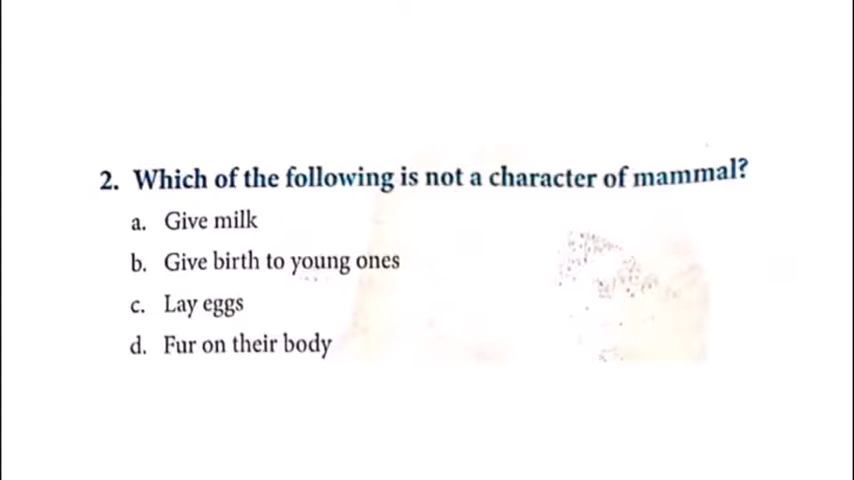 2. Which of the following is not a character of mammal?
a. Give milk
b. Give birth to young ones
c. Lay eggs
d. Fur on their body